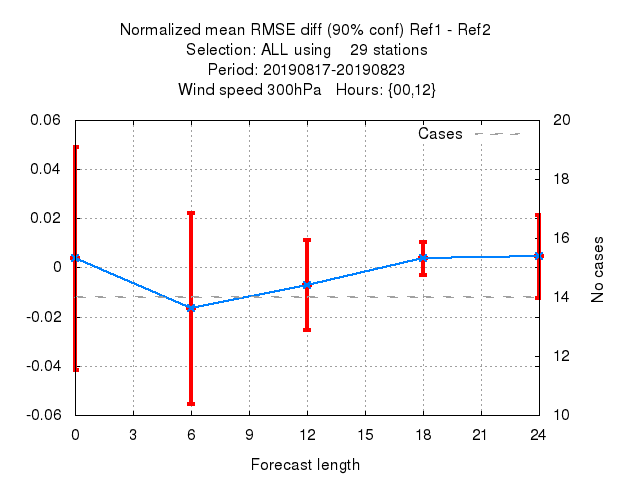 Normalized mean RMSE diff (90% conf) Ref1 - Ref2
Selection: ALL using    29 stations
Period: 20190817-20190823
Wind speed 300hPa   Hours: {00,12}
Cases
0.06
0.04
0.02
0
-0.02
-0.04
-0.06
20
18
16
14
12
10
No cases
0 3 6 9 12 15 18 21 24
Forecast length